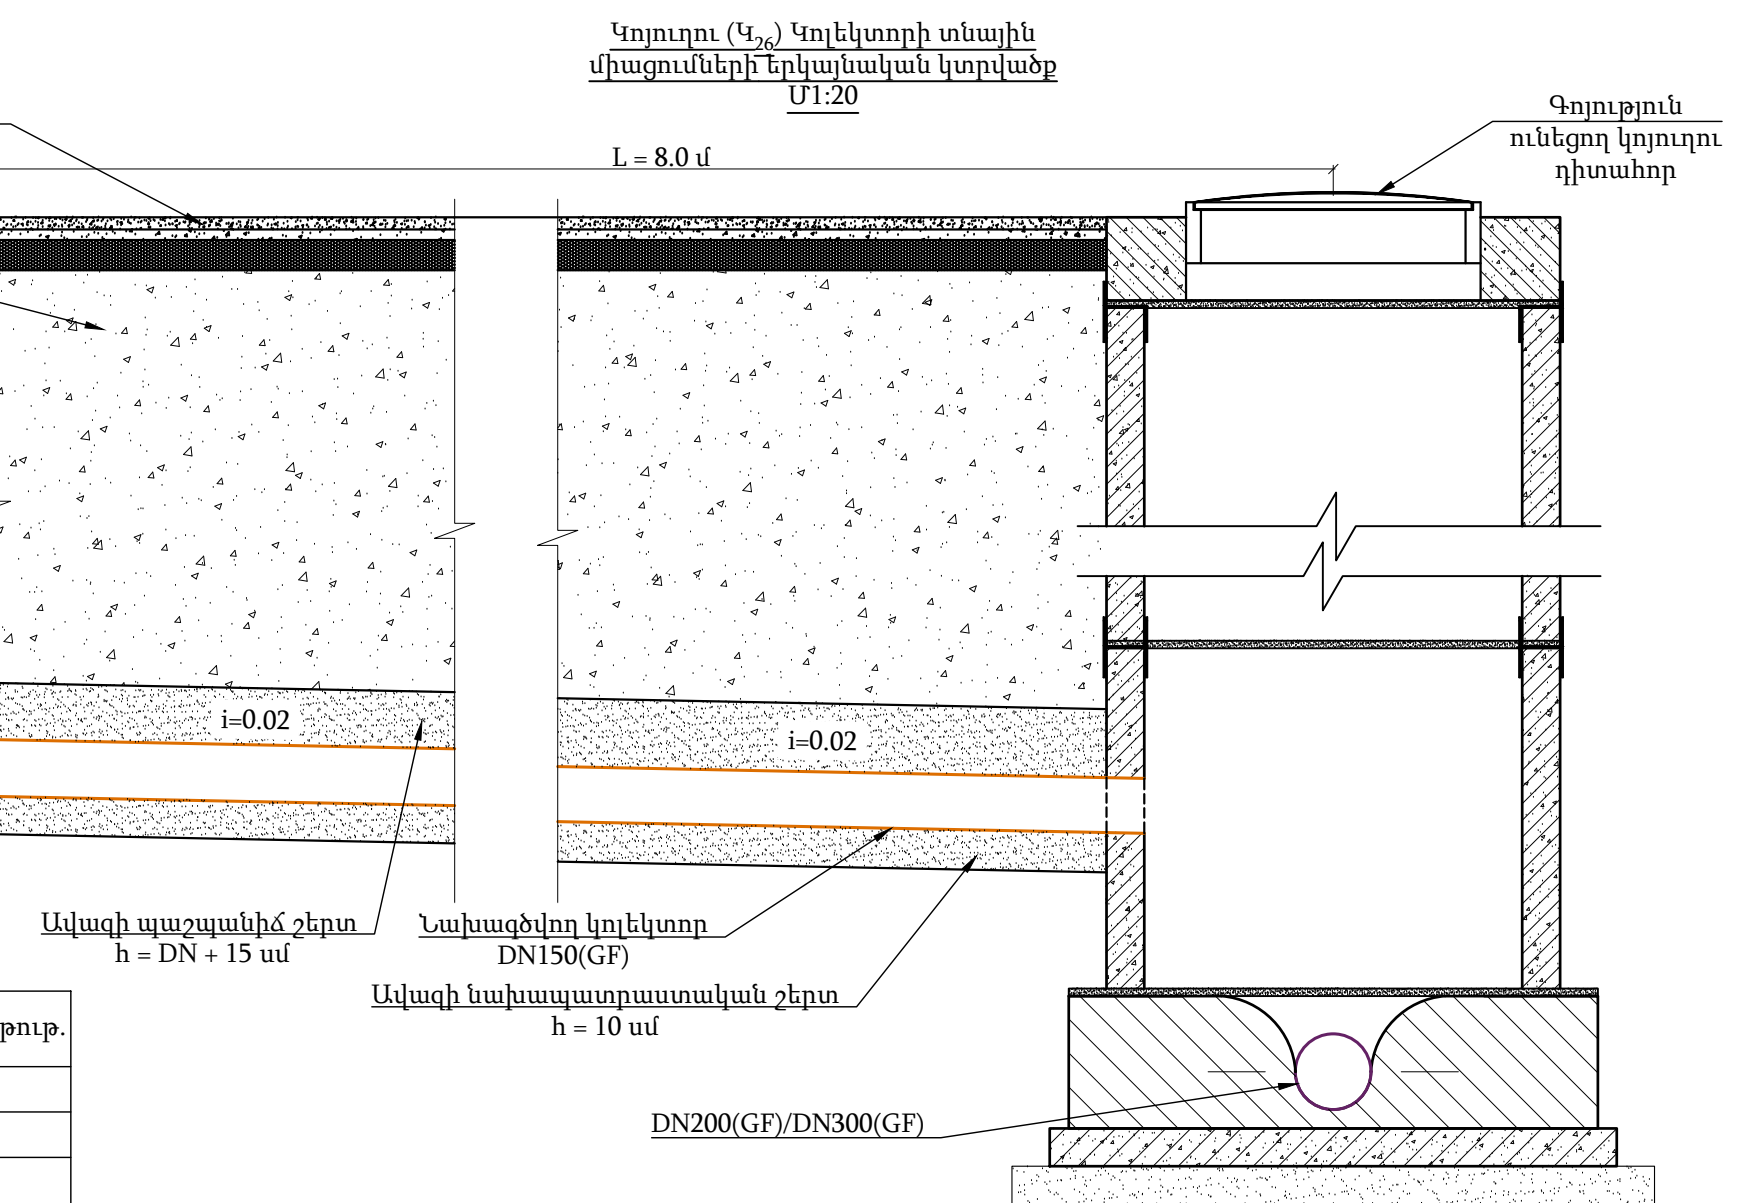 Կոյուղու (Կ26) Կոլեկտորի տնային
միացումների երկայնական կտրվածք
Մ1:20
Գոյություն
ունեցող կոյուղու
դիտահոր
L = 8.0 մ
i=0.02
i=0.02
Ավազի պաշպանիճ շերտ
h = DN + 15 սմ
Նախագծվող կոլեկտոր
DN150(GF)
Ավազի նախապատրաստական շերտ
h = 10 սմ
թութ.
DN200(GF)/DN300(GF)